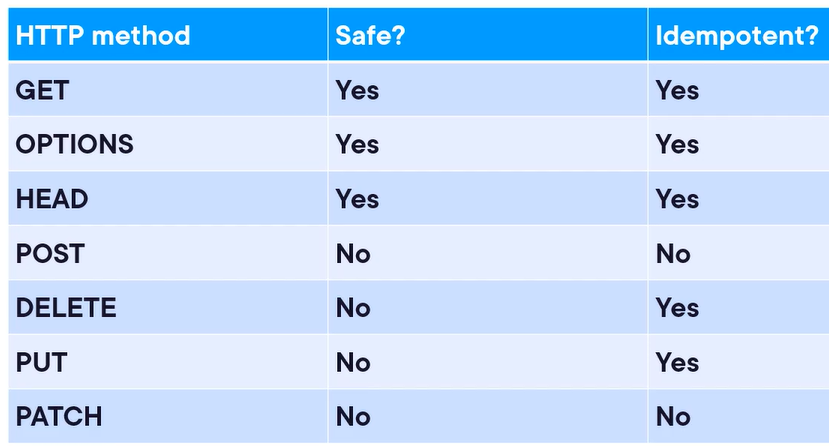 HTTP method Safe? Idempotent?
GET Yes Yes
OPTIONS Yes Yes
HEAD Yes Yes
POST No No
DELETE No Yes
PUT No Yes
PATCH No No